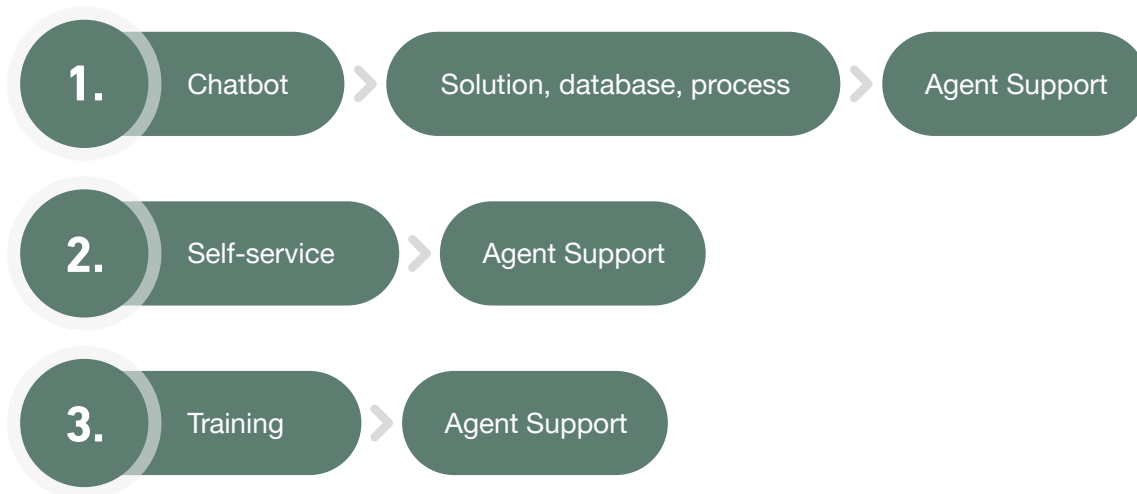 1. Chatbot Solution, database, process Agent Support
2. Self-service Agent Support
3. Training Agent Support